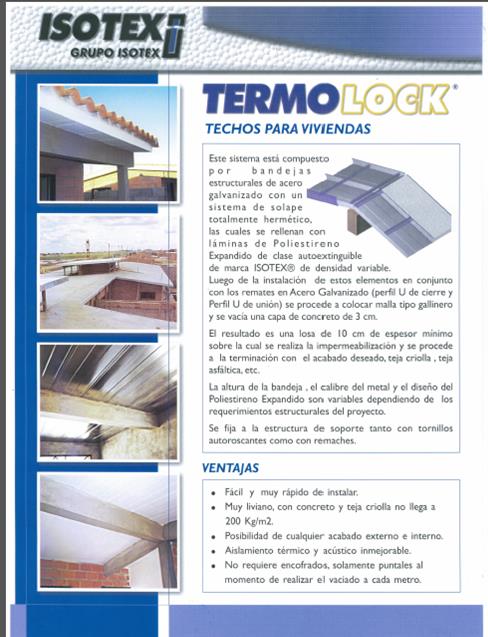 ISOTEX
GRUPO ISOTEX
TERMOLOCK®
TECHOS PARA VIVIENDAS
Este sistema está compuesto
por bandejas
estructurales de acero
galvanizado con un
sistema de solape
totalmente hermético,
las cuales se rellenan con
láminas de Poliestireno
Expandido de clase autoextinguible
de marca ISOTEX® de densidad variable.
Luego de la instalación de estos elementos en conjunto
con los remates en Acero Galvanizado (perfil U de cierre y
Perfil U de unión) se procede a colocar malla tipo gallinero
y se vacía una capa de concreto de 3 cm.
El resultado es una losa de 10 cm de espesor mínimo
sobre la cual se realiza la impermeabilización y se procede
a la terminación con el acabado deseado, teja criolla , teja
asfáltica, etc.
La altura de la bandeja , el calibre del metal y el diseño del
Poliestireno Expandido son variables dependiendo de los
requerimientos estructurales del proyecto.
Se fija a la estructura de soporte tanto con tornillos
autoroscantes como con remaches.
VENTAJAS
• Fácil y muy rápido de instalar.
• Muy liviano, con concreto y teja criolla no llega a
200 Kg/m2.
• Posibilidad de cualquier acabado externo e interno.
• Aislamiento térmico y acústico inmejorable.
• No requiere encofrados, solamente puntales al
momento de realizar el vaciado a cada metro.